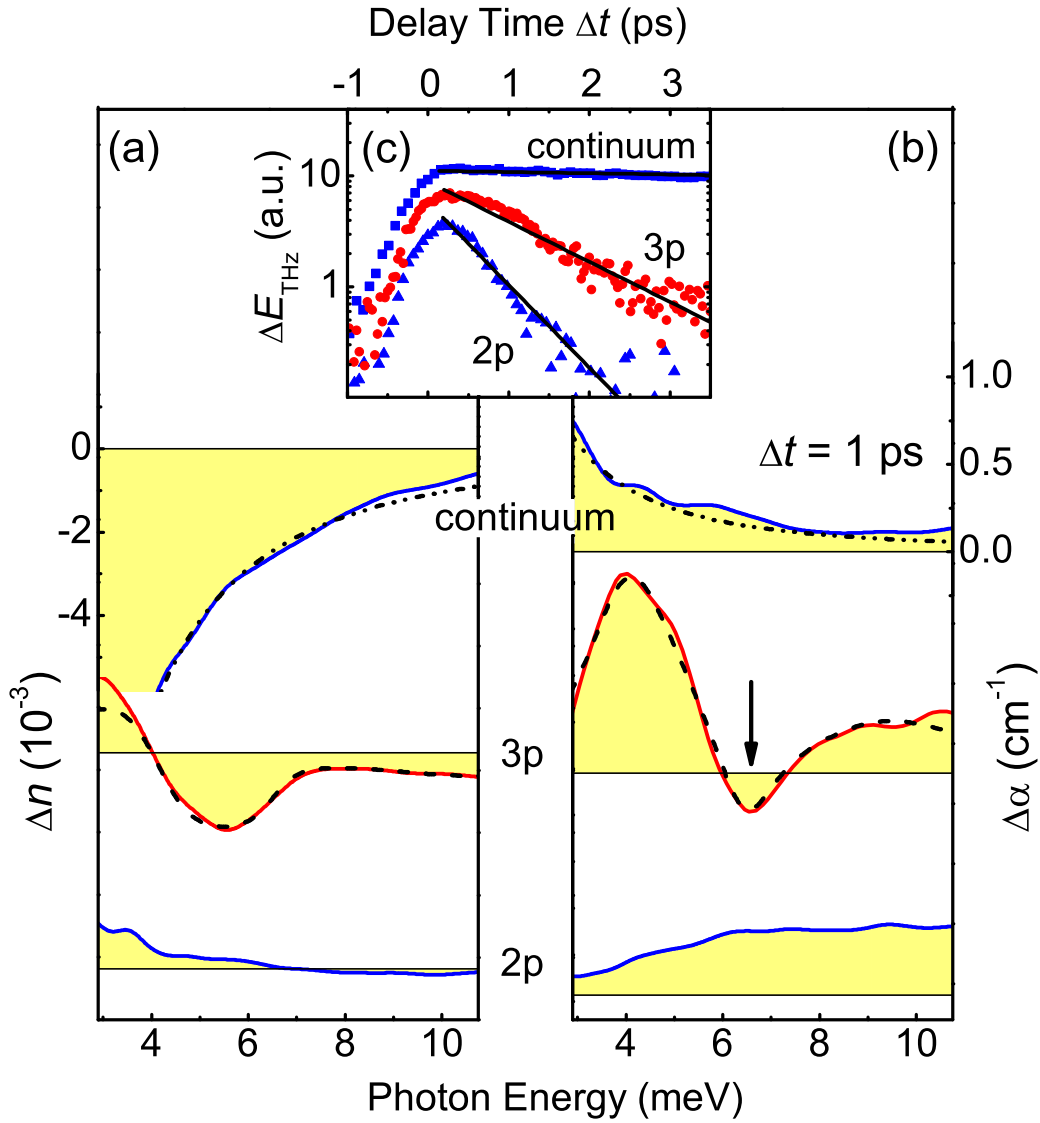 Delay Time Δt (ps)
-1 0 1 2 3
(a) (c) (b)
continuum
10
3p
1
2p
ΔE_THz (a.u.)
1.0
0
Δt = 1 ps
0.5
-2
continuum
0.0
-4
Δn (10⁻³)
3p
Δα (cm⁻¹)
2p
4 6 8 10 4 6 8 10
Photon Energy (meV)